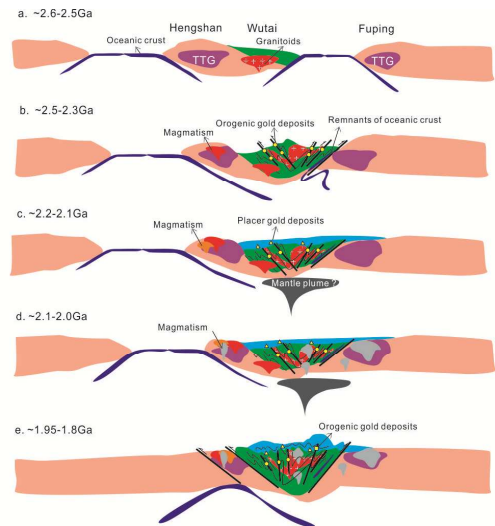 a. ~2.6-2.5Ga
Hengshan Wutai Fuping
Oceanic crust Granitoids
TTG TTG
b. ~2.5-2.3Ga
Orogenic gold deposits Remnants of oceanic crust
Magmatism
c. ~2.2-2.1Ga
Magmatism Placer gold deposits
Mantle plume ?
d. ~2.1-2.0Ga
Magmatism
e. ~1.95-1.8Ga
Orogenic gold deposits